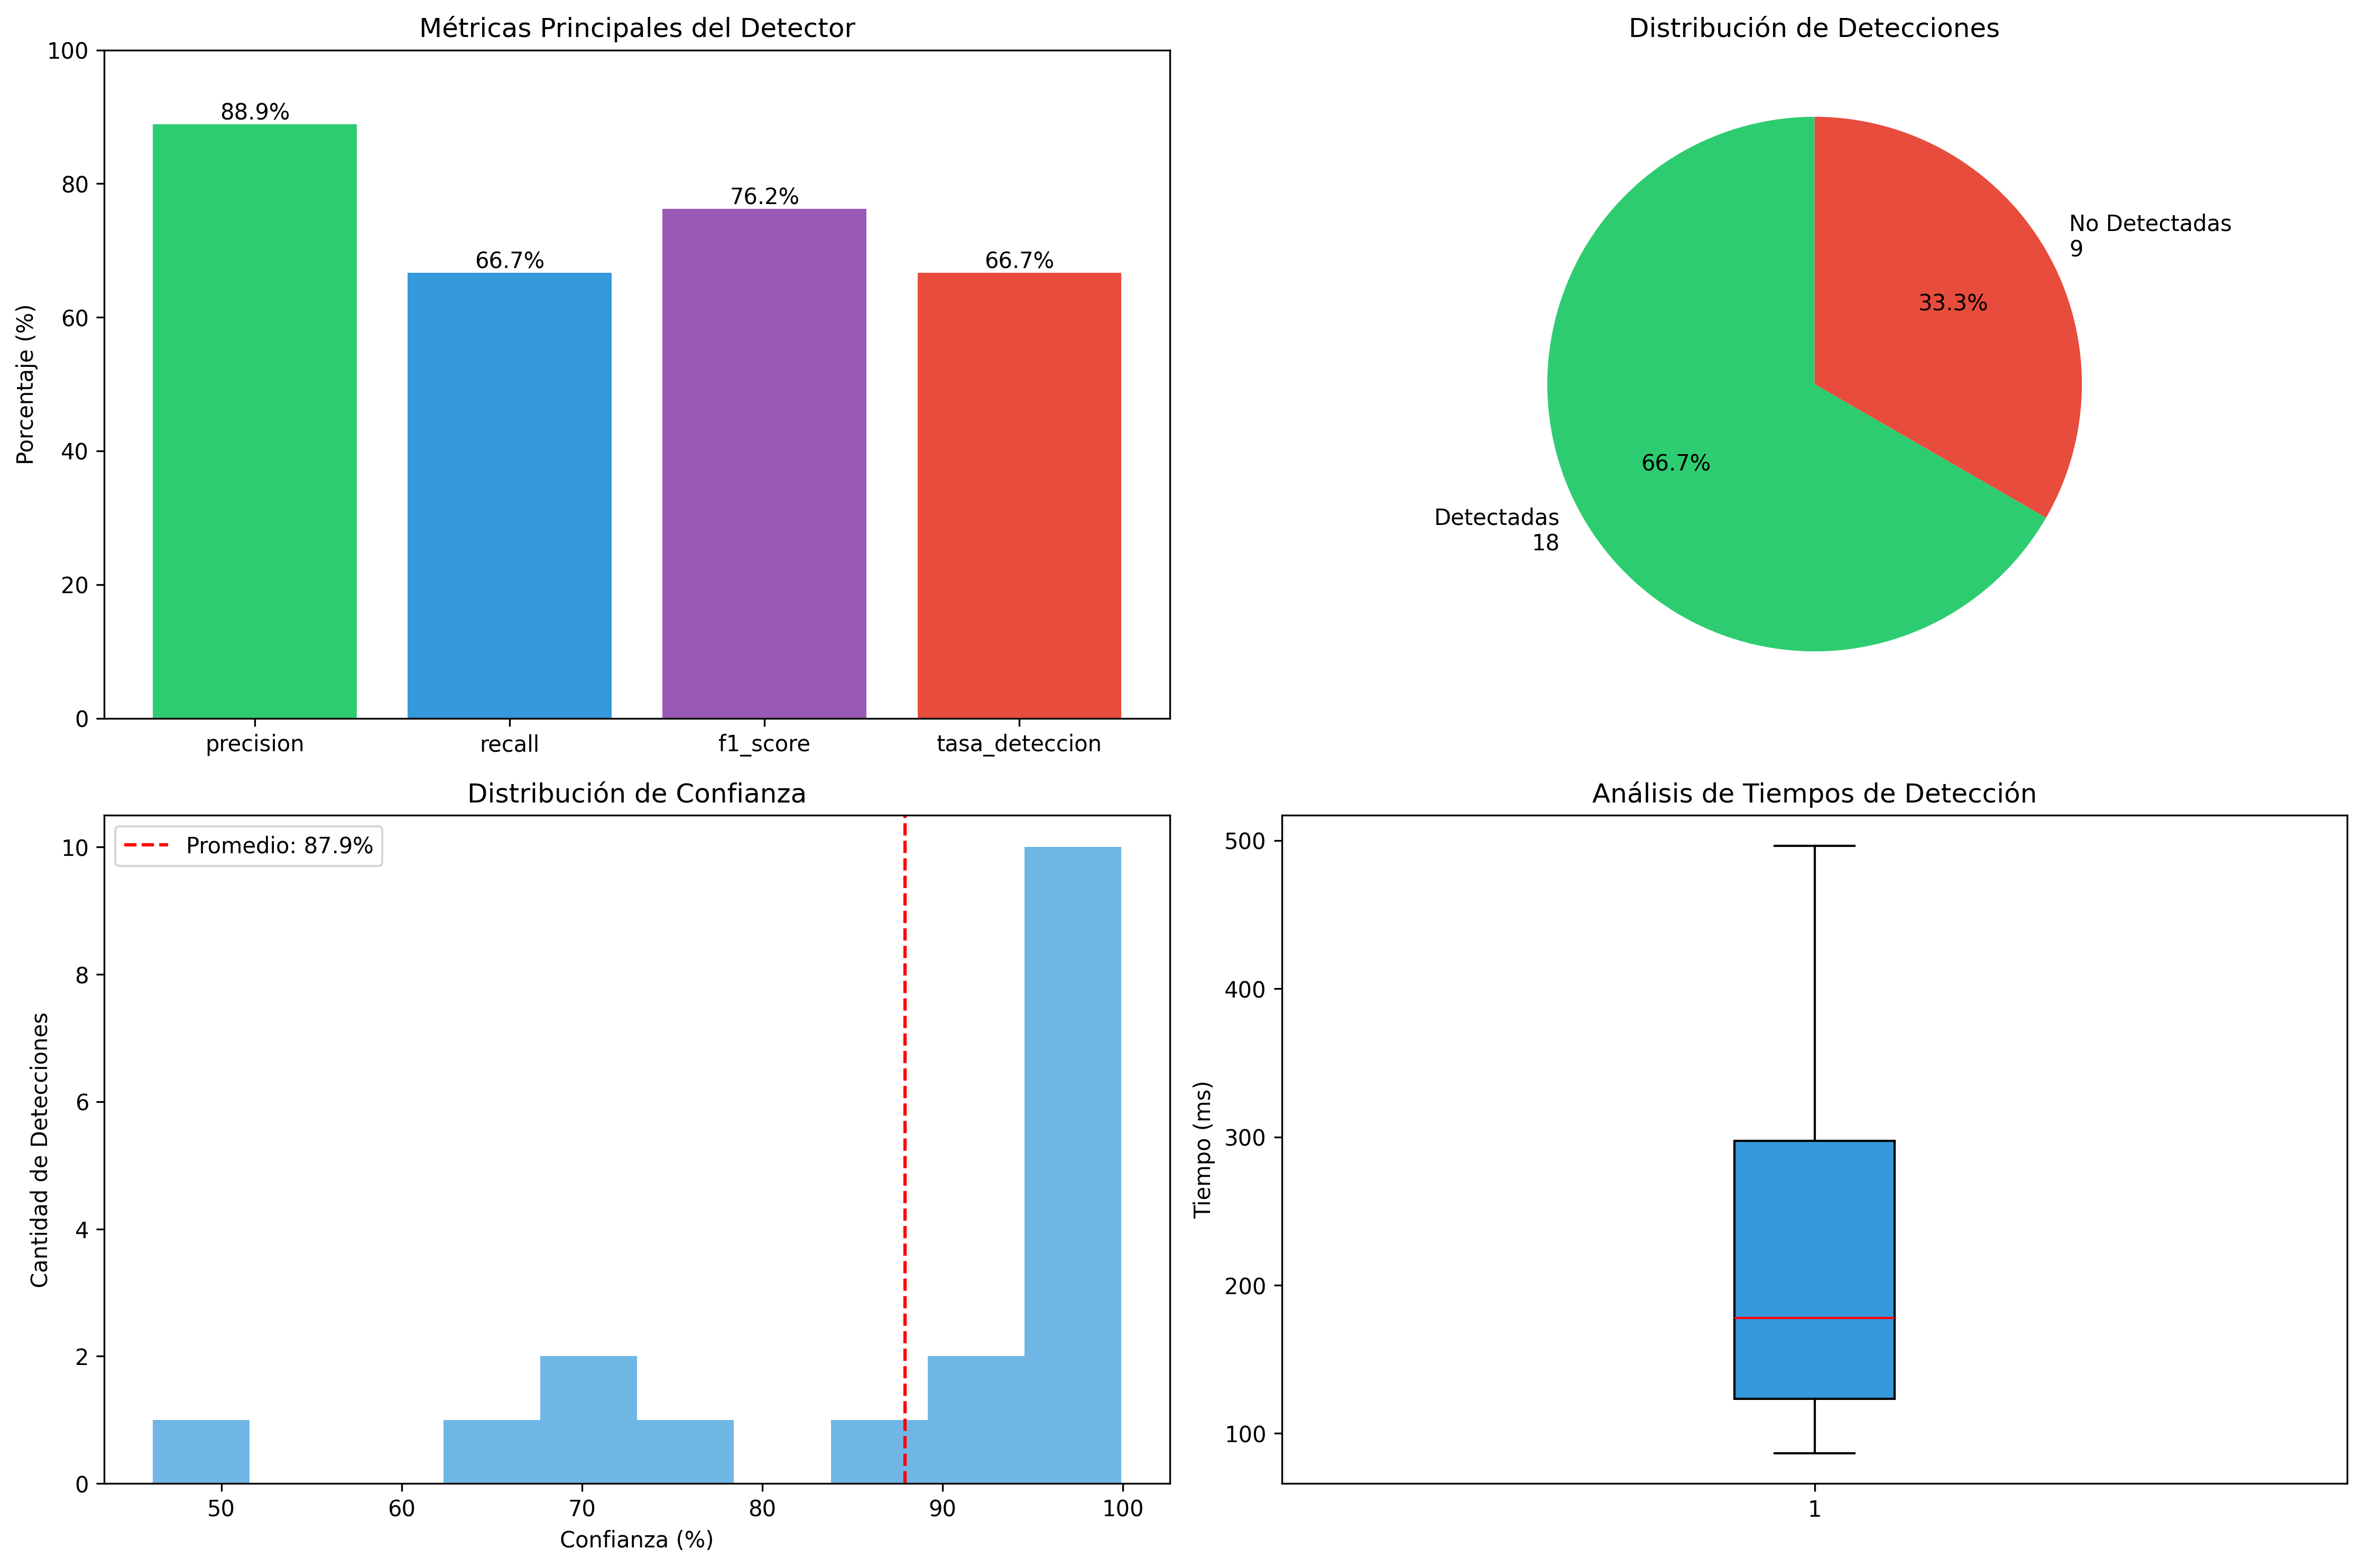 Métricas Principales del Detector
Porcentaje (%)
100
80
60
40
20
0
88.9%
66.7%
76.2%
66.7%
precision
recall
f1_score
tasa_deteccion
Distribución de Detecciones
No Detectadas
9
33.3%
66.7%
Detectadas
18
Distribución de Confianza
Promedio: 87.9%
Cantidad de Detecciones
10
8
6
4
2
0
50
60
70
80
90
100
Confianza (%)
Análisis de Tiempos de Detección
Tiempo (ms)
500
400
300
200
100
1